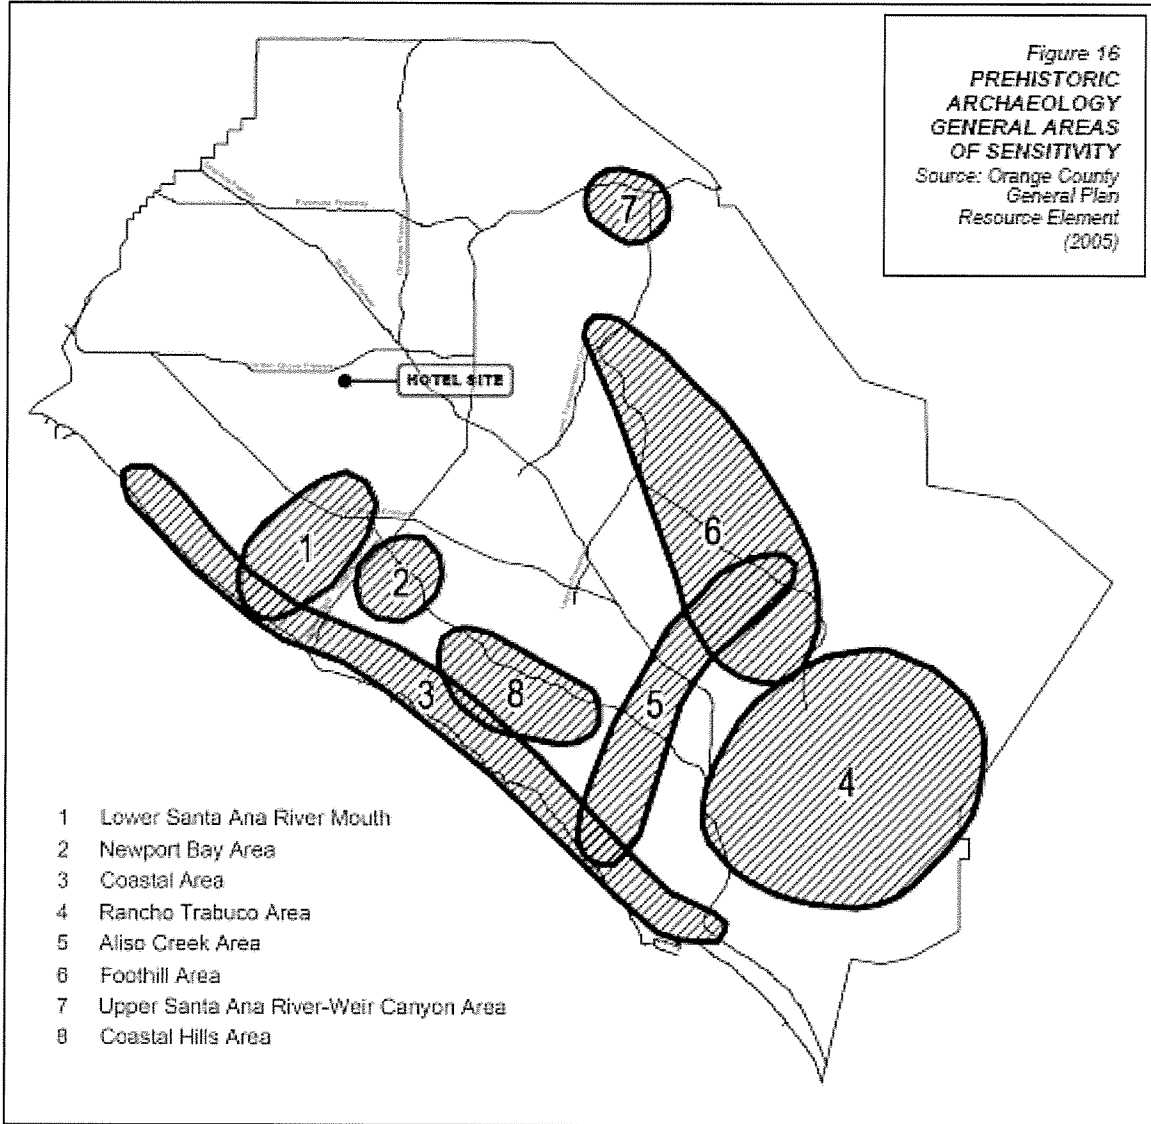 Figure 16
PREHISTORIC
ARCHAEOLOGY
GENERAL AREAS
OF SENSITIVITY
Source: Orange County
General Plan
Resource Element
(2005)
7
HOTEL SITE
6
1
2
3
8
5
4
1 Lower Santa Ana River Mouth
2 Newport Bay Area
3 Coastal Area
4 Rancho Trabuco Area
5 Aliso Creek Area
6 Foothill Area
7 Upper Santa Ana River-Weir Canyon Area
8 Coastal Hills Area